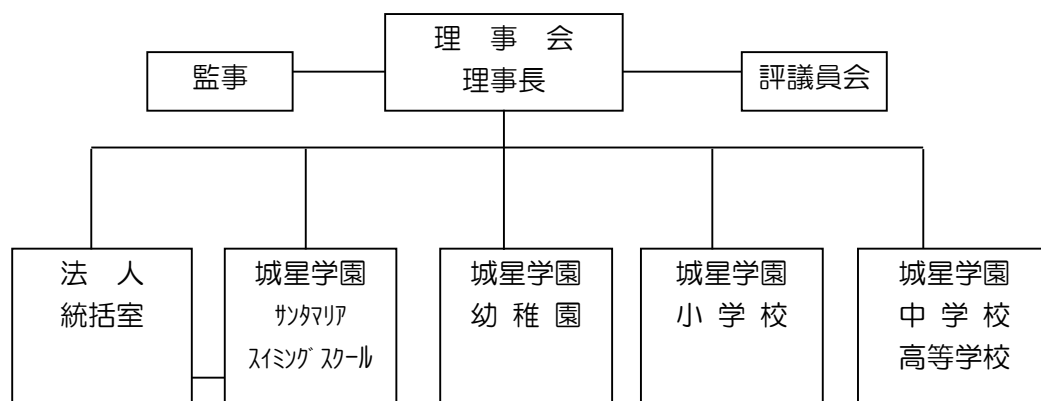 理 事 会
理事長
監事
評議員会
法 人
統括室
城星学園
ｻﾝﾀﾏﾘｱ
ｽｲﾐﾝｸﾞｽｸｰﾙ
城星学園
幼 稚 園
城星学園
小 学 校
城星学園
中 学 校
高等学校